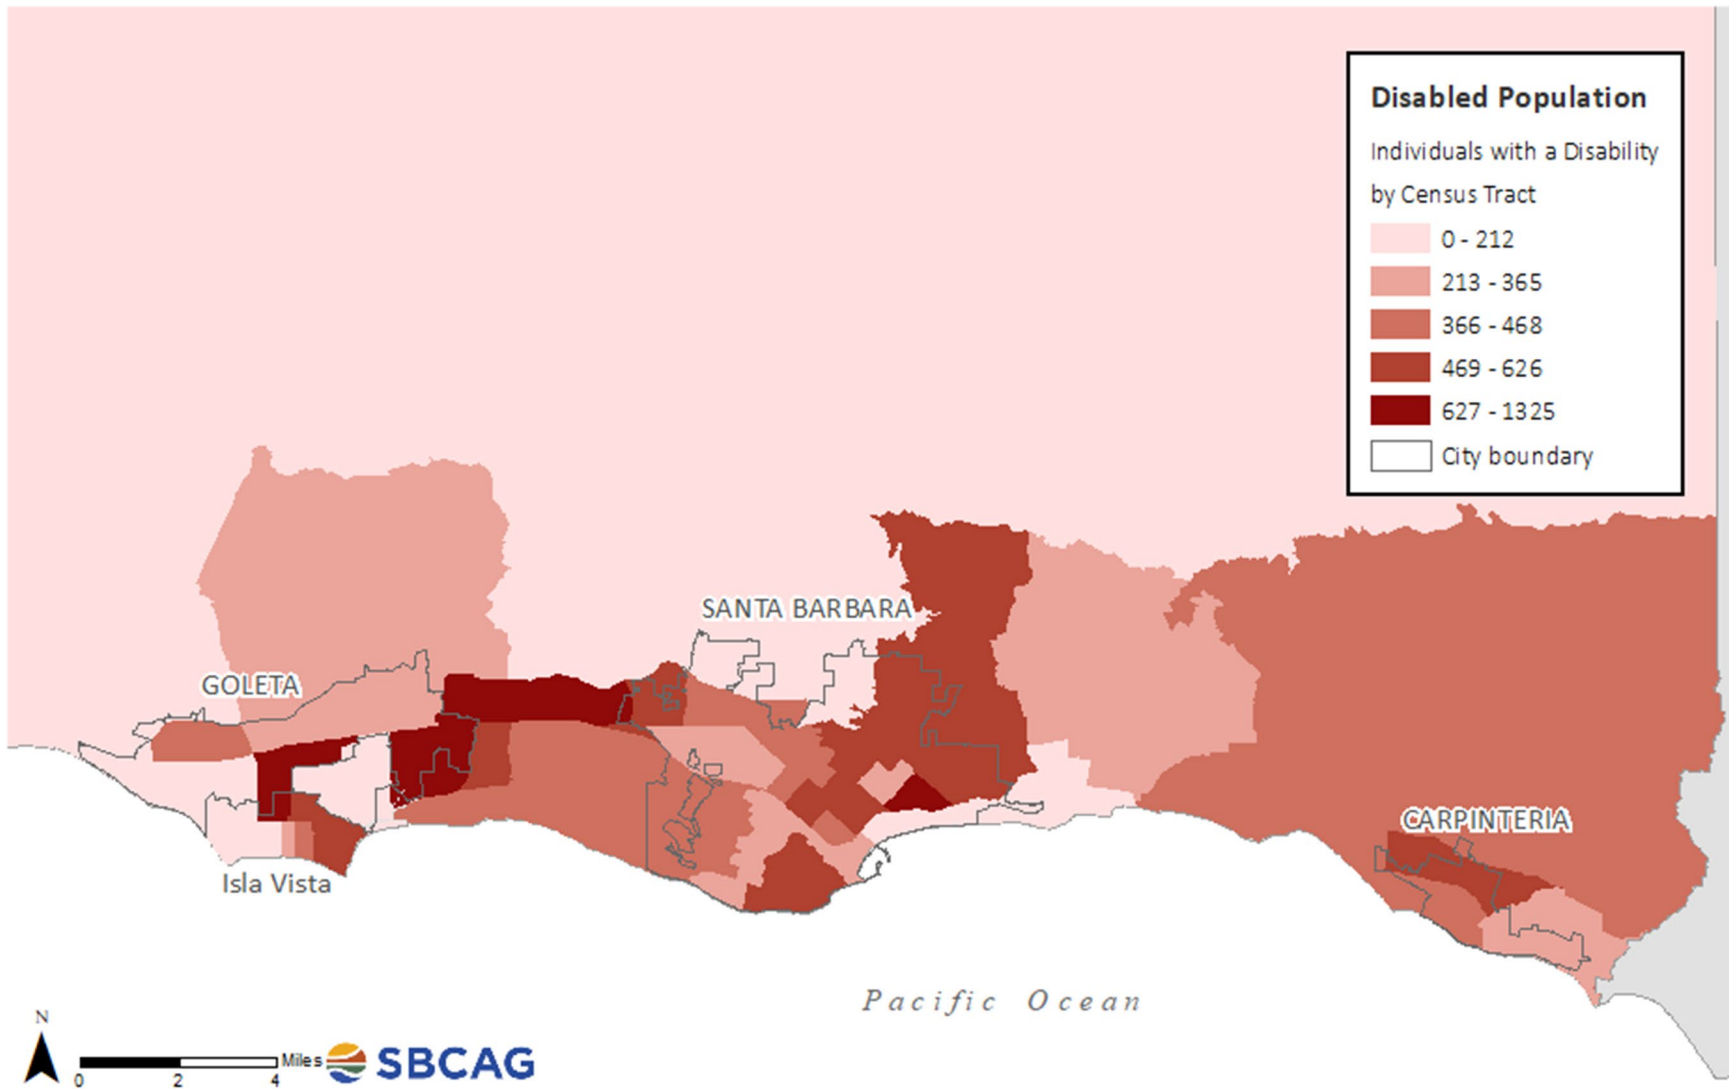 Disabled Population
Individuals with a Disability
by Census Tract
0 - 212
213 - 365
366 - 468
469 - 626
627 - 1325
City boundary
SANTA BARBARA
GOLETA
CARPINTERIA
Isla Vista
Pacific Ocean
N
Miles
0 2 4
SBCAG